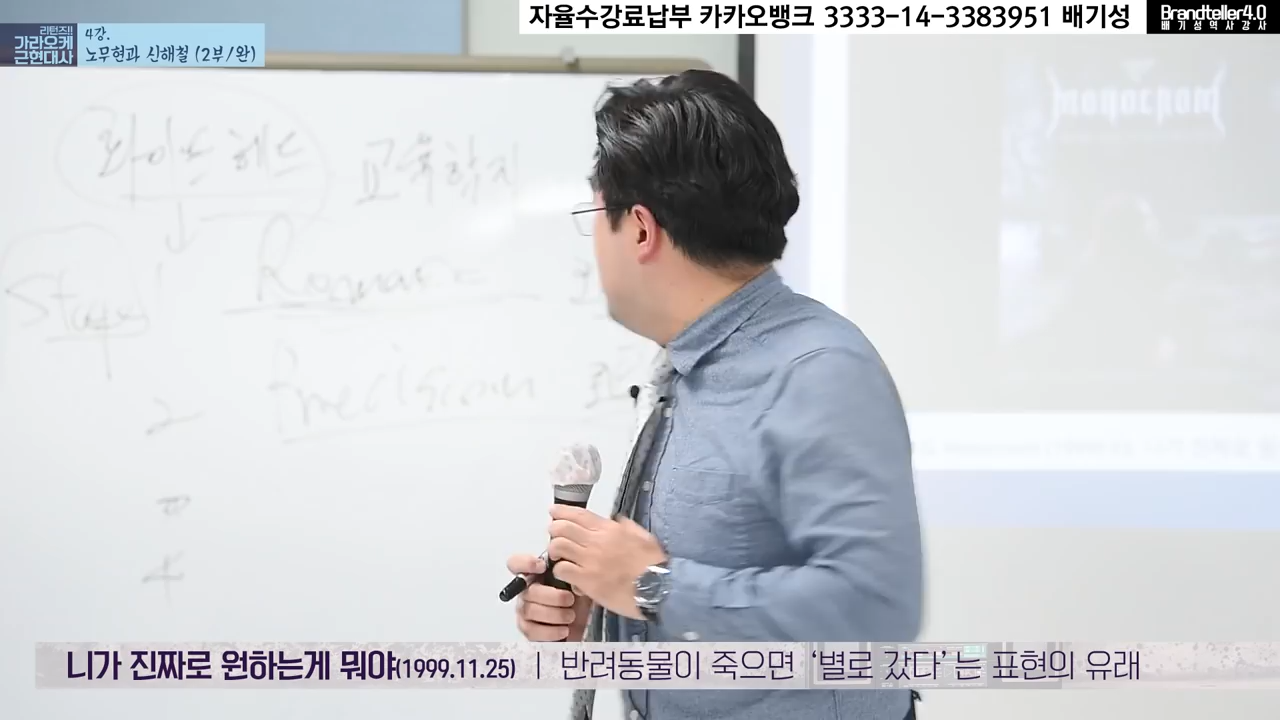 리턴즈!!
가라오케
근현대사
4강.
노무현과 신해철 (2부/완)
자율수강료납부 카카오뱅크 3333-14-3383951 배기성
Brandteller4.0
배기성역사강사
monocrom
화이트헤드 교육학자
Romance
Stage
Precision
2
4
니가 진짜로 원하는게 뭐야(1999.11.25) | 반려동물이 죽으면 ‘별로 갔다’는 표현의 유래